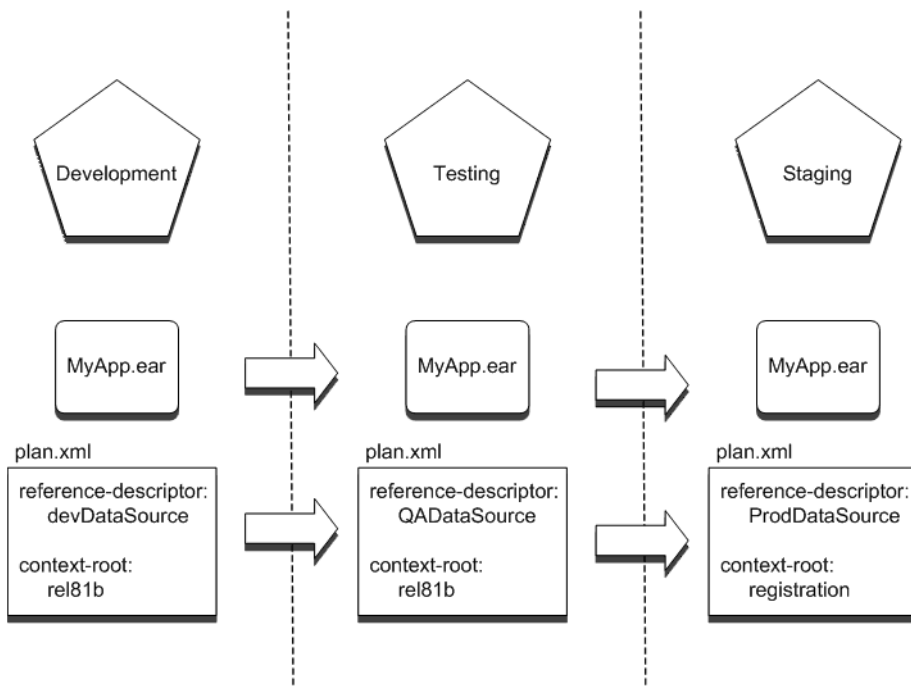 Development
Testing
Staging
MyApp.ear
MyApp.ear
MyApp.ear
plan.xml
reference-descriptor:
devDataSource
context-root:
rel81b
plan.xml
reference-descriptor:
QADataSource
context-root:
rel81b
plan.xml
reference-descriptor:
ProdDataSource
context-root:
registration